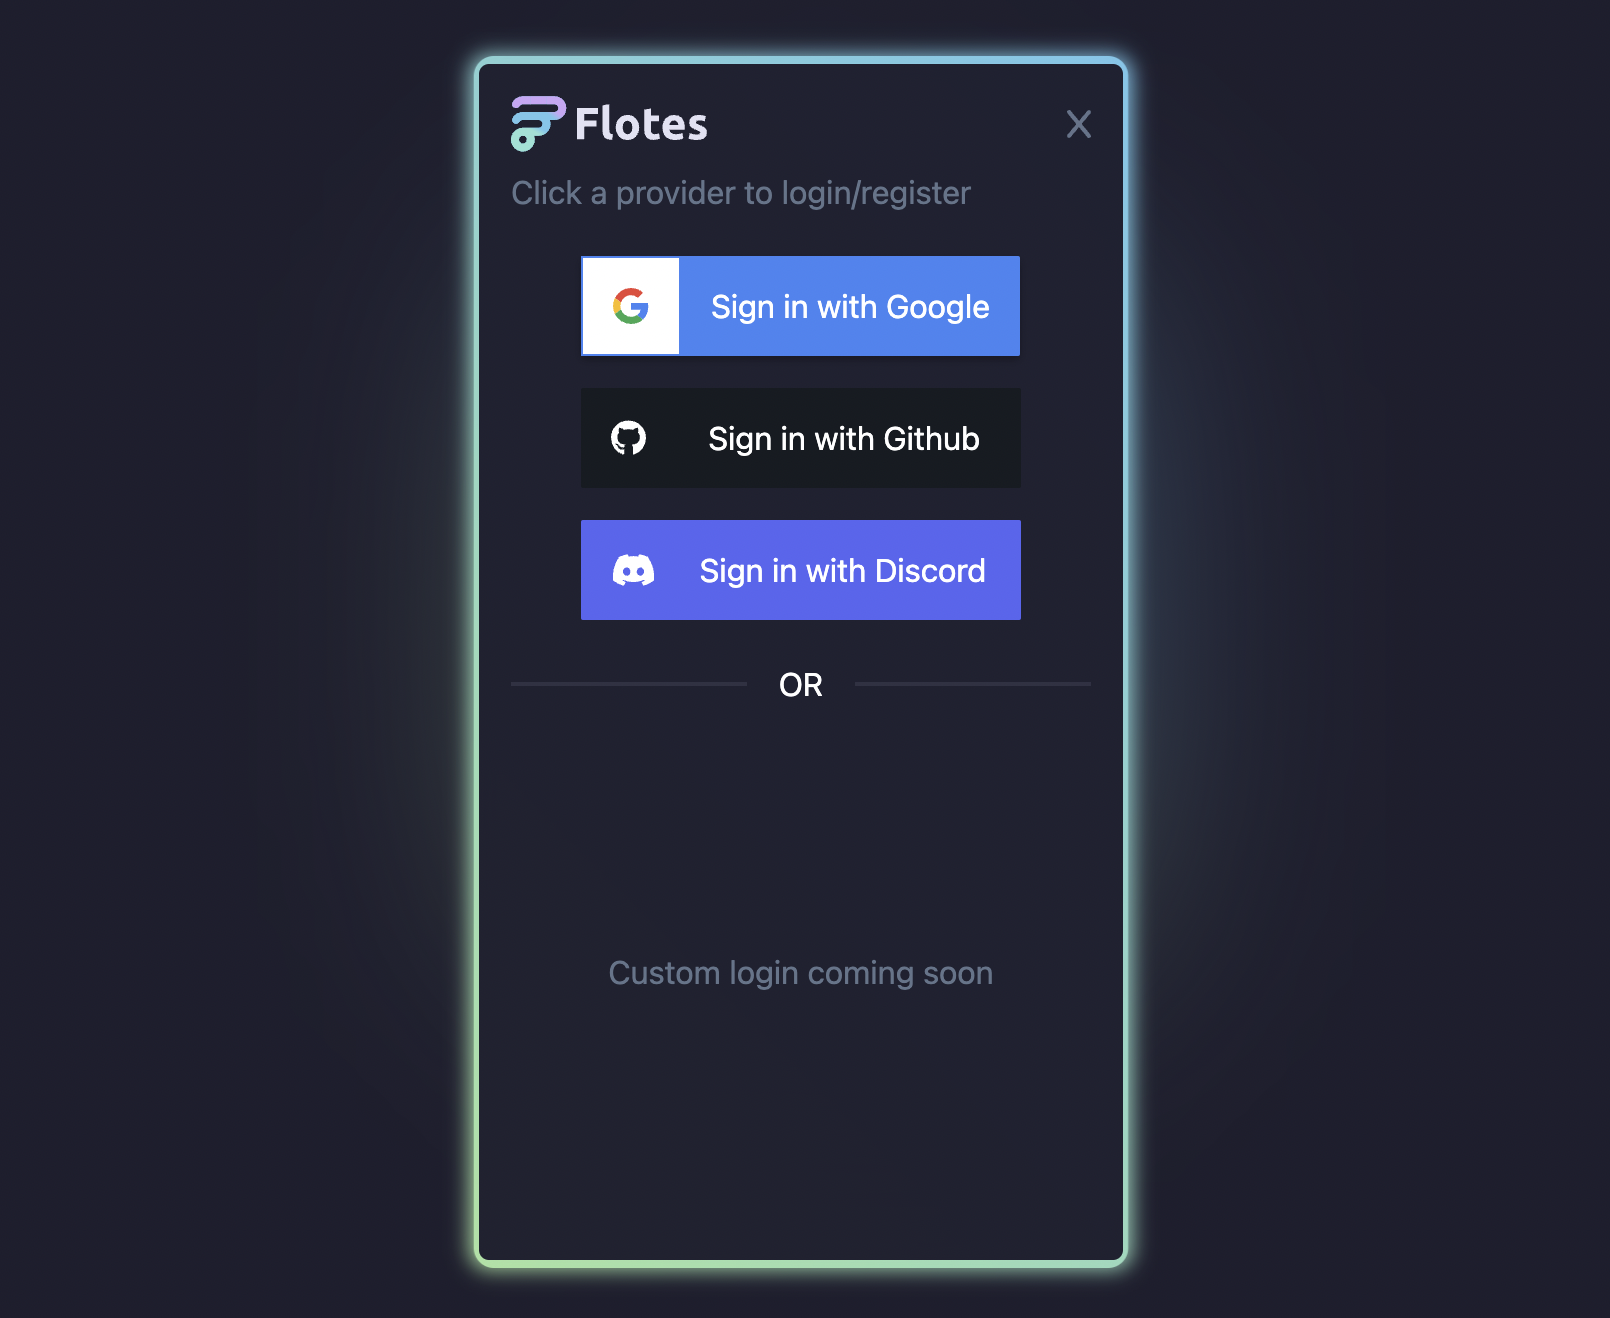 Flotes
Click a provider to login/register
Sign in with Google
Sign in with Github
Sign in with Discord
OR
Custom login coming soon